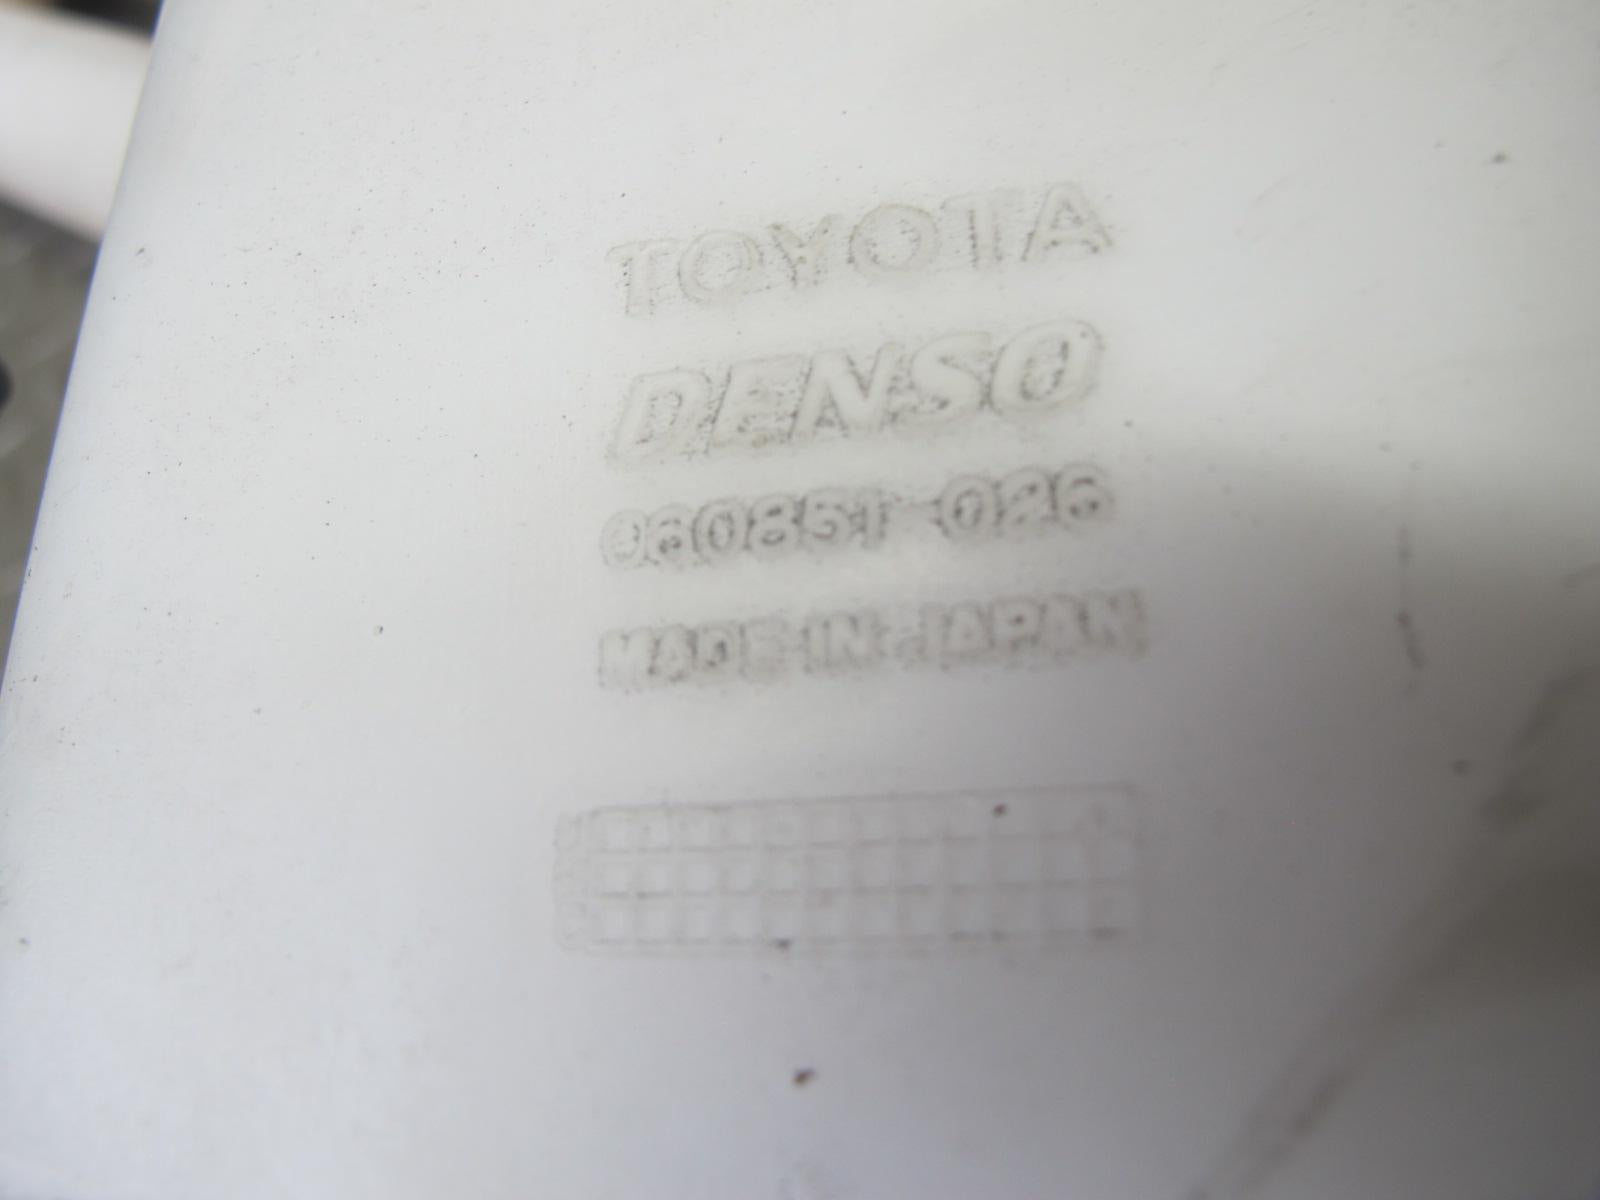 TOYOTA
DENSO
060851-026
MADE IN JAPAN